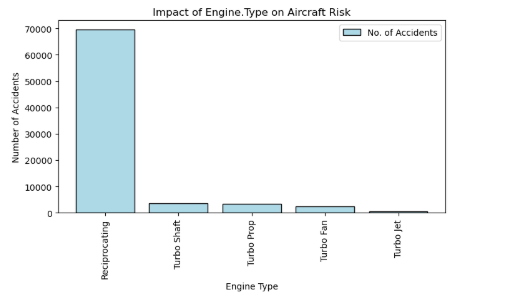 Impact of Engine.Type on Aircraft Risk
No. of Accidents
Number of Accidents
70000
60000
50000
40000
30000
20000
10000
0
Reciprocating
Turbo Shaft
Turbo Prop
Turbo Fan
Turbo Jet
Engine Type